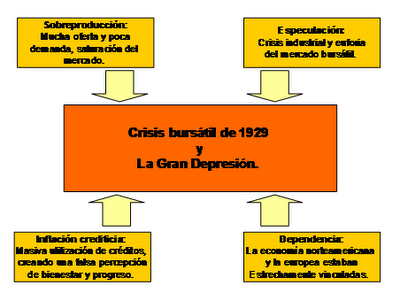 Sobreproducción:
Mucha oferta y poca
demanda, saturación del
mercado.
Especulación:
Crisis industrial y euforia
del mercado bursátil.
Crisis bursátil de 1929
y
La Gran Depresión.
Inflación crediticia:
Masiva utilización de créditos,
creando una falsa percepción
de bienestar y progreso.
Dependencia:
La economía norteamericana
y la europea estaban
Estrechamente vinculadas.